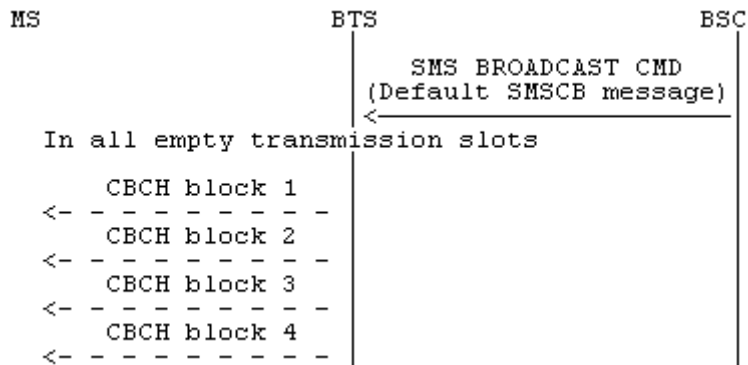 MS BTS BSC
SMS BROADCAST CMD
(Default SMSCB message)
In all empty transmission slots
CBCH block 1
CBCH block 2
CBCH block 3
CBCH block 4